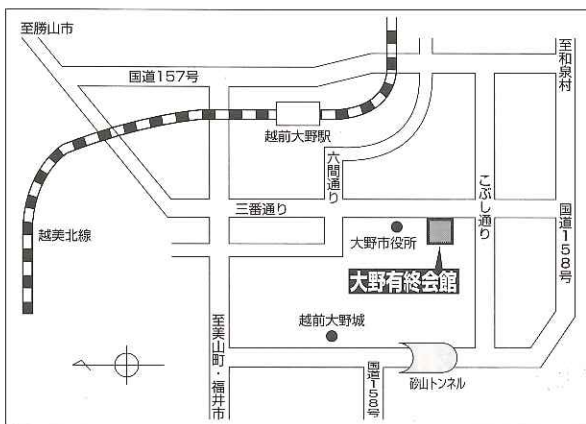 至勝山市
国道157号
至和泉村
越前大野駅
六間通り
こぶし通り
三番通り
国道158号
越美北線
大野市役所
大野有終会館
越前大野城
至美山町・福井市
国道158号
砂山トンネル